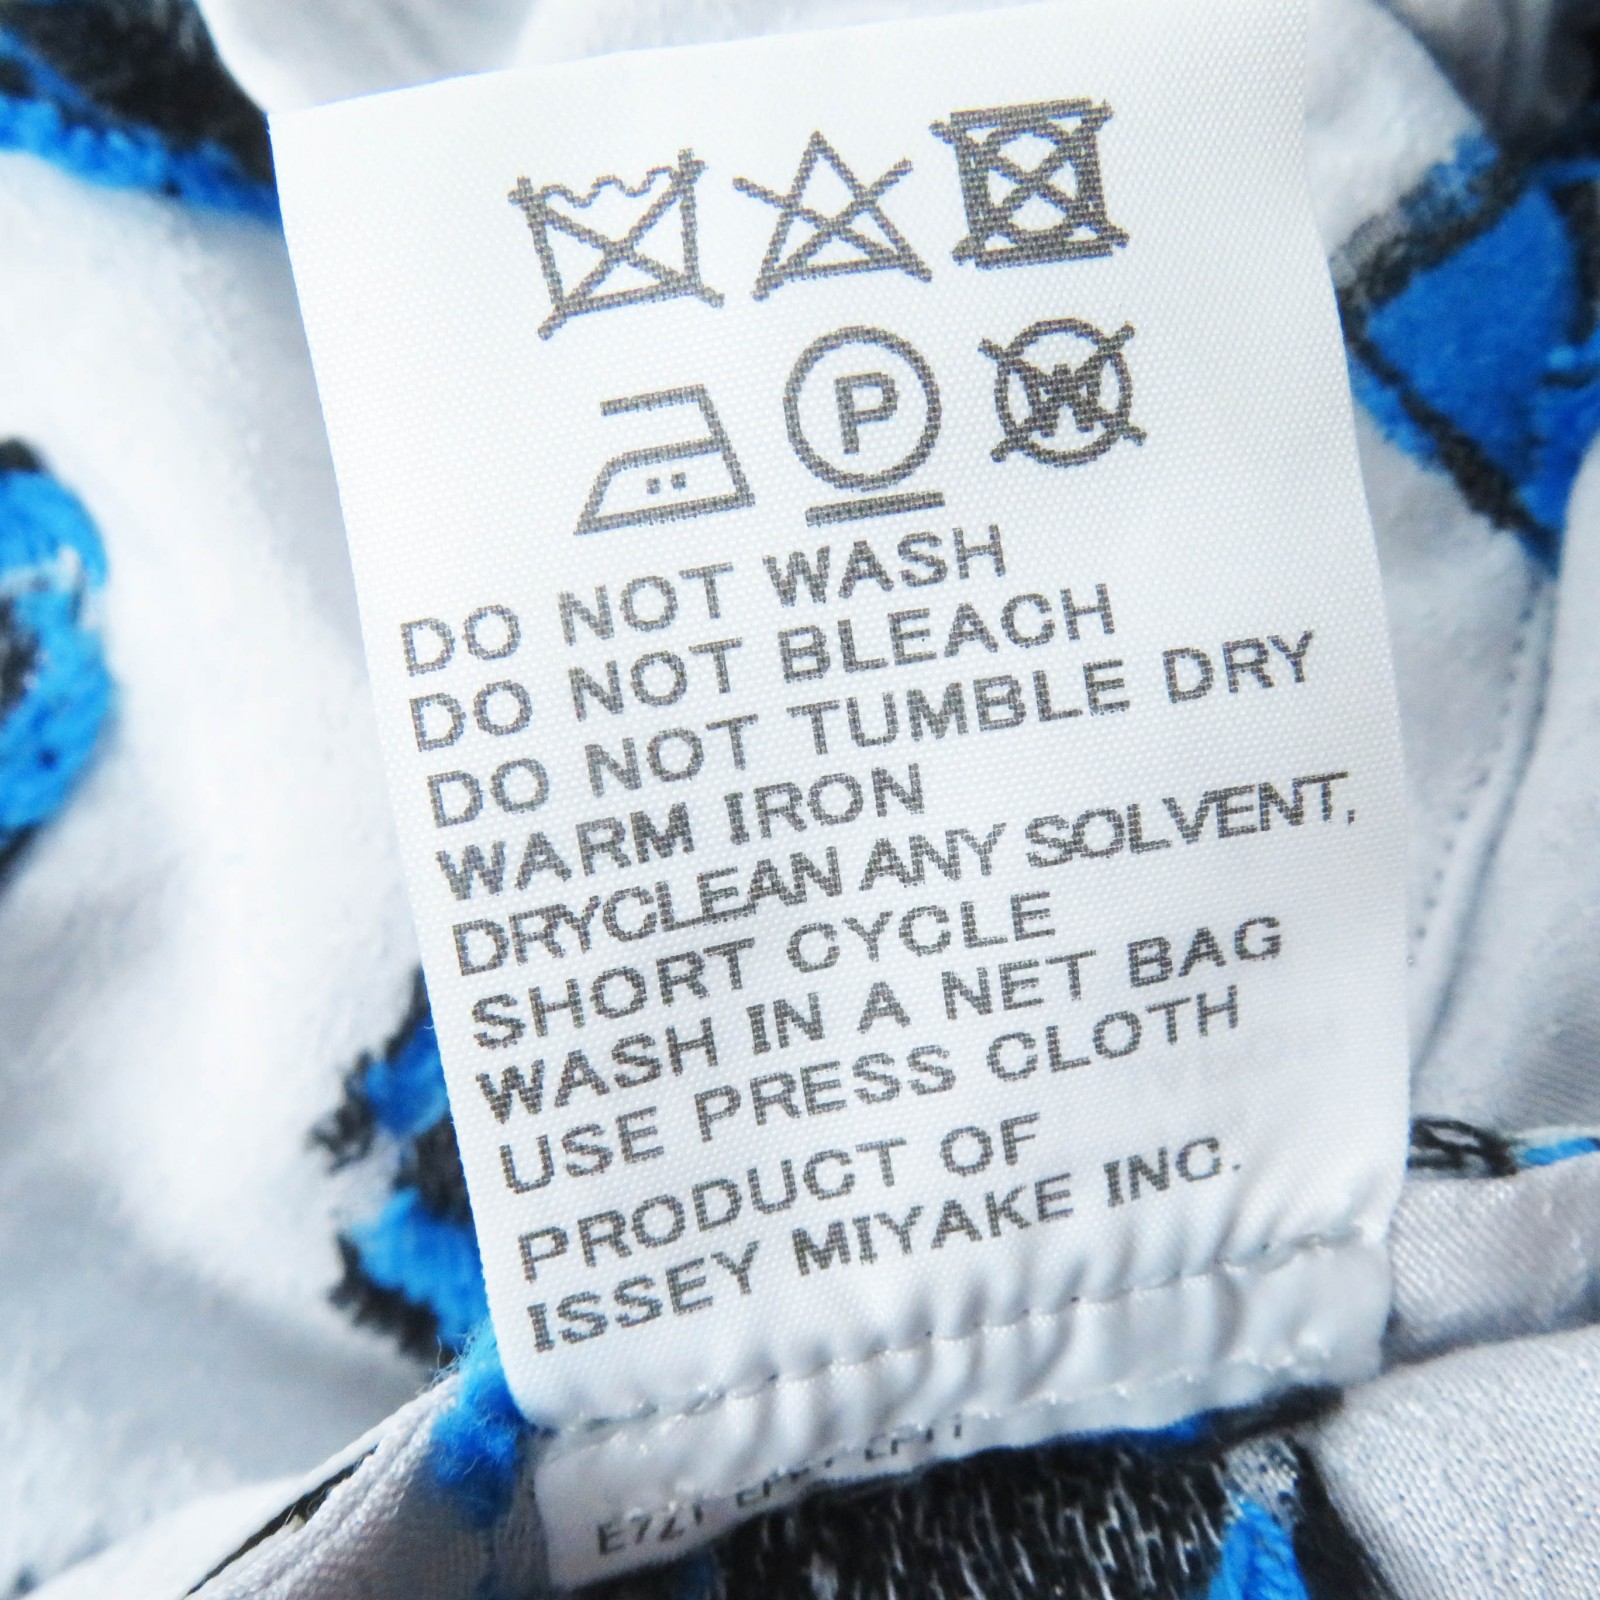 P
W
DO NOT WASH
DO NOT BLEACH
DO NOT TUMBLE DRY
WARM IRON
DRYCLEAN ANY SOLVENT,
SHORT CYCLE
WASH IN A NET BAG
USE PRESS CLOTH
PRODUCT OF
ISSEY MIYAKE INC.